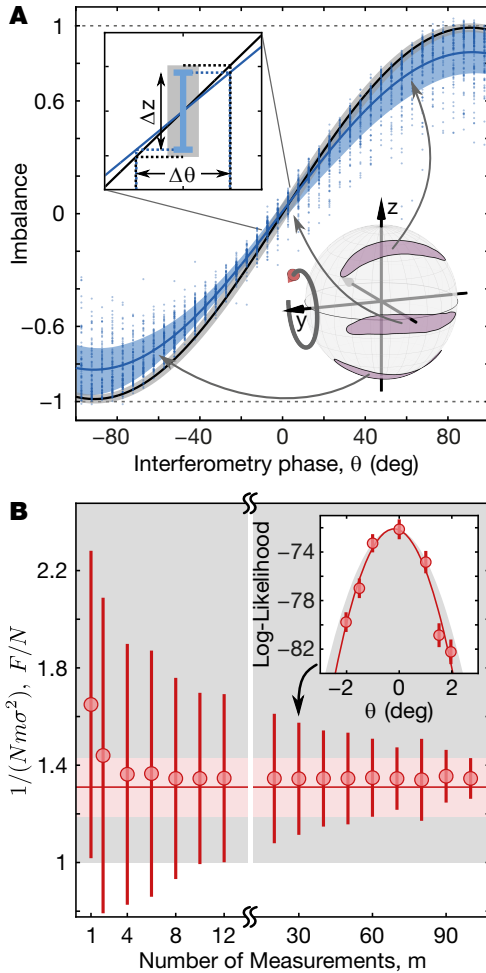 A
1
0.6
0
-0.6
-1
Imbalance
Δz
Δθ
z
y
-80
-40
0
40
80
Interferometry phase, θ (deg)
B
2.2
1.8
1.4
1
1/(Nmσ²), F/N
Log-Likelihood
-74
-78
-82
-2
0
2
θ (deg)
1
4
8
12
30
60
90
Number of Measurements, m